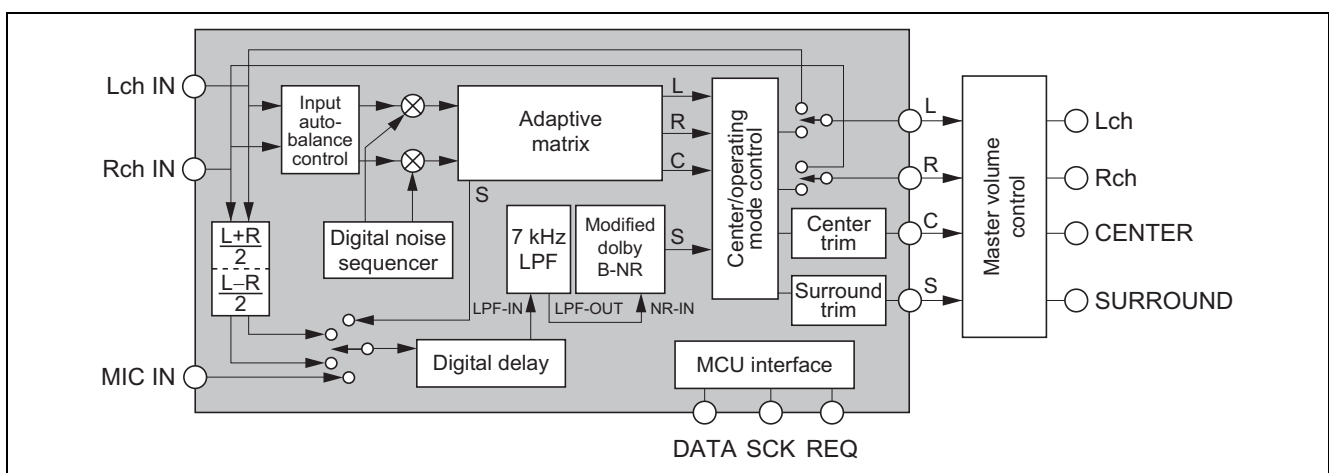 Lch IN
Rch IN
MIC IN
Input
auto-
balance
control
Adaptive
matrix
L
R
C
S
Digital noise
sequencer
L+R
2
L−R
2
7 kHz
LPF
Modified
dolby
B-NR
S
LPF-IN
LPF-OUT
NR-IN
Digital delay
Center/operating
mode control
Center
trim
Surround
trim
MCU interface
DATA
SCK
REQ
L
R
C
S
Master volume
control
Lch
Rch
CENTER
SURROUND